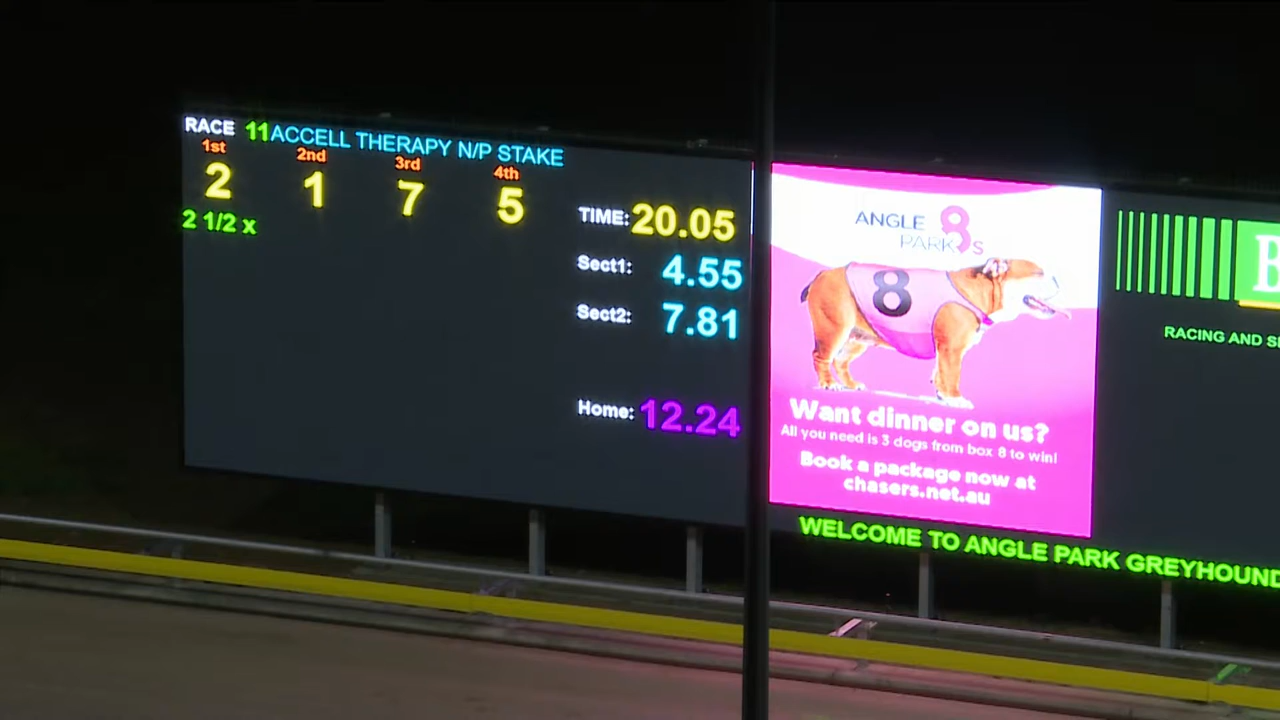 RACE 11 ACCELL THERAPY N/P STAKE
1st 2nd 3rd 4th
2 1 7 5
2 1/2 x
TIME: 20.05
Sect1: 4.55
Sect2: 7.81
Home: 12.24
ANGLE
PARK 8s
8
Want dinner on us?
All you need is 3 dogs from box 8 to win!
Book a package now at
chasers.net.au
RACING AND
WELCOME TO ANGLE PARK GREYHOUND